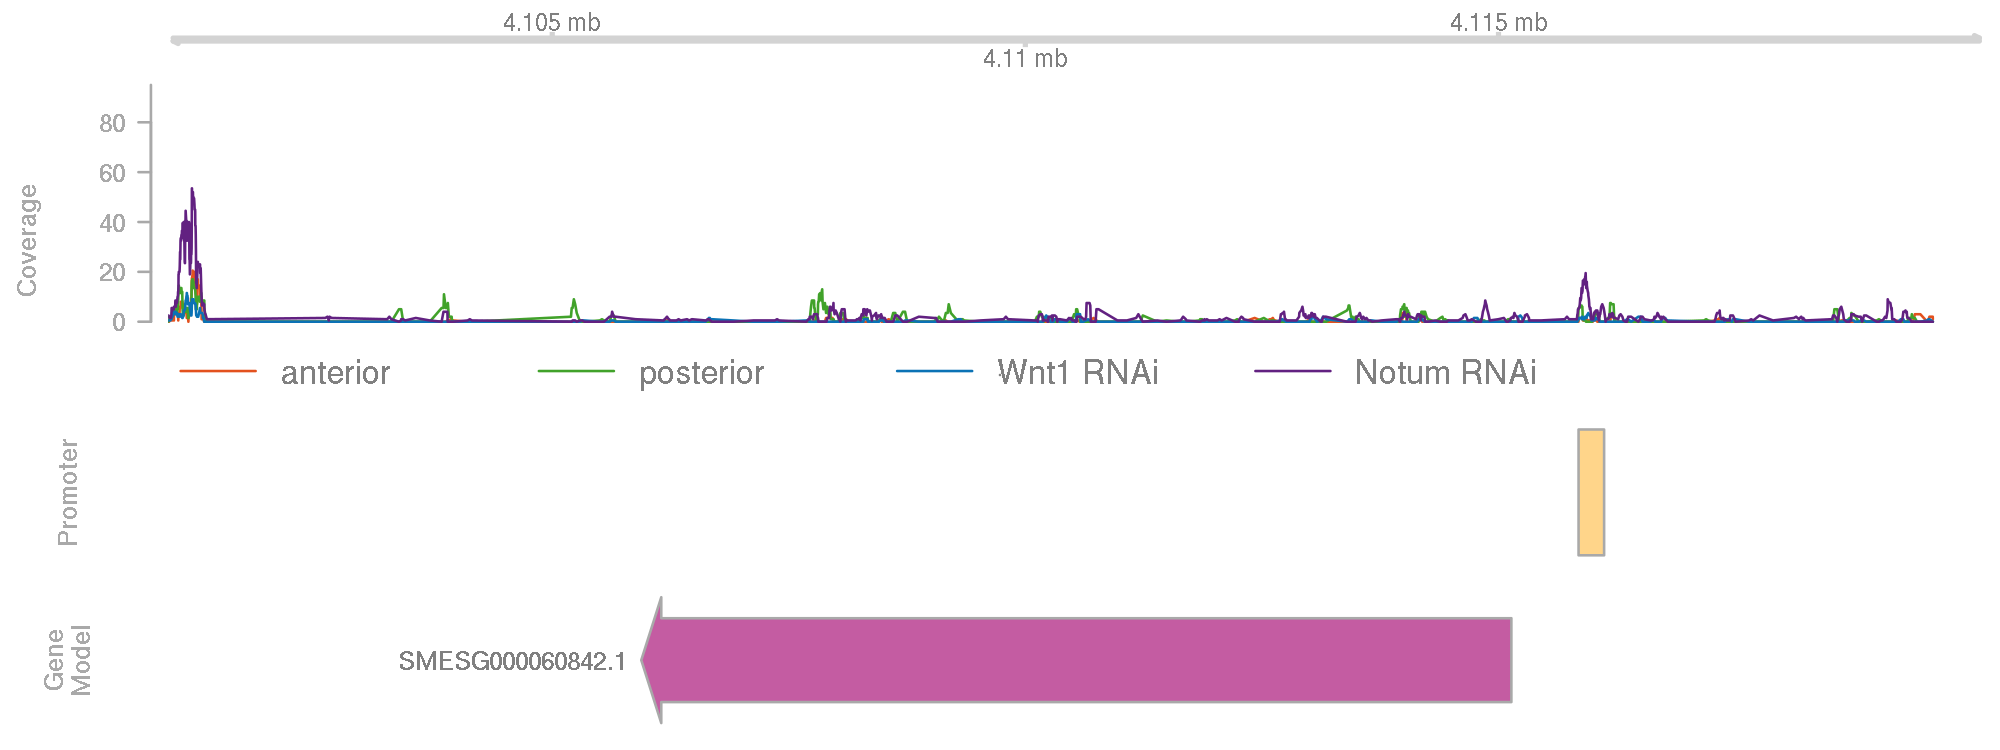 4.105 mb
4.115 mb
4.11 mb
Coverage
80
60
40
20
0
anterior
posterior
Wnt1 RNAi
Notum RNAi
Promoter
Gene
Model
SMESG000060842.1